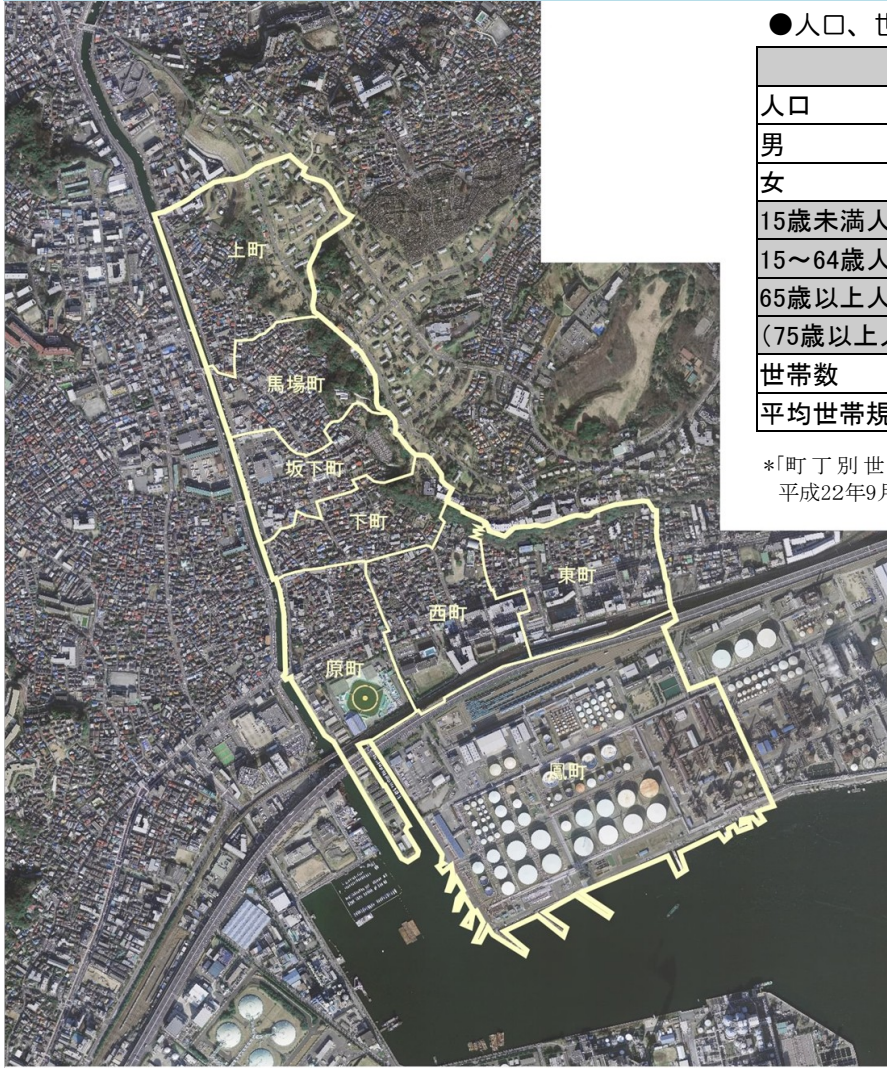 ●人口、世
人口
男
女
15歳未満人
15～64歳人
65歳以上人
(75歳以上人
世帯数
平均世帯規
*「町丁別世
平成22年9月
上町
馬場町
坂下町
下町
東町
西町
原町
鳳町